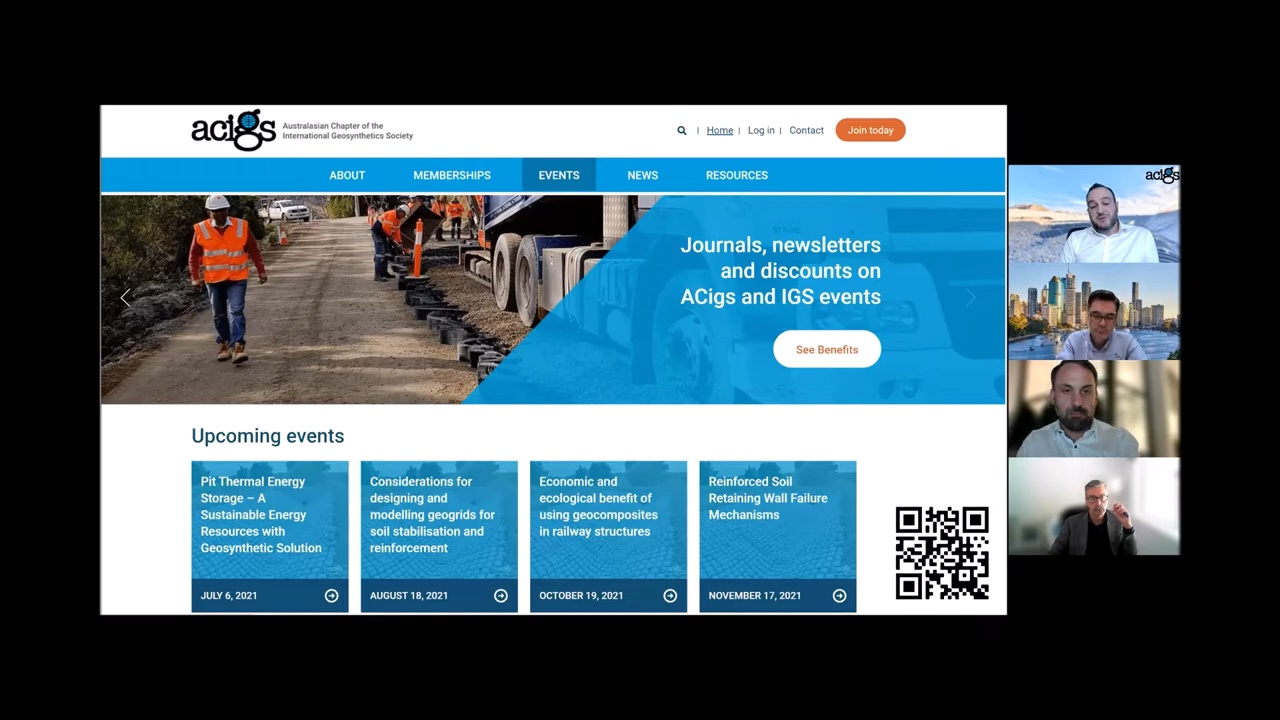 acigs
Australasian Chapter of the
International Geosynthetics Society
| Home | Log in | Contact
Join today
ABOUT MEMBERSHIPS EVENTS NEWS RESOURCES
Journals, newsletters
and discounts on
ACigs and IGS events
See Benefits
Upcoming events
Pit Thermal Energy
Storage – A
Sustainable Energy
Resources with
Geosynthetic Solution
JULY 6, 2021
Considerations for
designing and
modelling geogrids for
soil stabilisation and
reinforcement
AUGUST 18, 2021
Economic and
ecological benefit of
using geocomposites
in railway structures
OCTOBER 19, 2021
Reinforced Soil
Retaining Wall Failure
Mechanisms
NOVEMBER 17, 2021
acigs